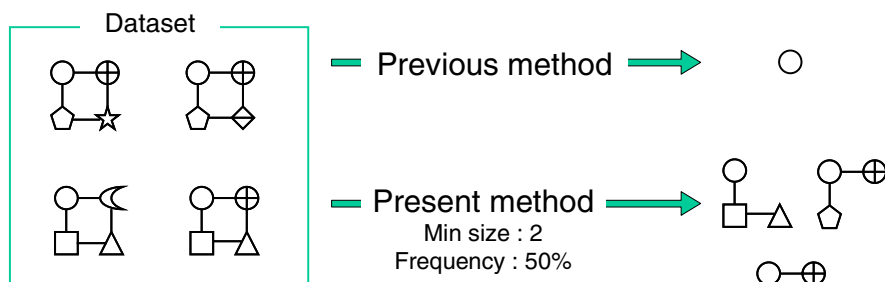 Dataset
Previous method
Present method
Min size : 2
Frequency : 50%